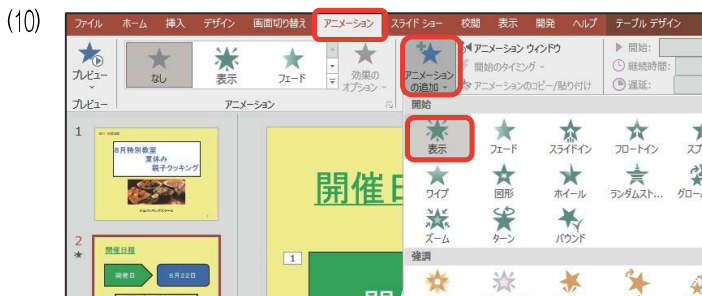 (10)
ファイル ホーム 挿入 デザイン 画面切り替え アニメーション スライド ショー 校閲 表示 開発 ヘルプ テーブル デザイン
プレビュー なし 表示 フェード 効果の オプション アニメーション の追加
アニメーション ウィンドウ
開始のタイミング
アニメーションのコピー/貼り付け
開始:
継続時間:
遅延:
プレビュー アニメーション 開始
表示 フェード スライドイン フロートイン
ワイプ 図形 ホイール ランダムスト...
ズーム ターン バウンド
強調
1
8月特別教室
夏休み
親子クッキング
2
開催日程
開催日 8月22日
開催
1